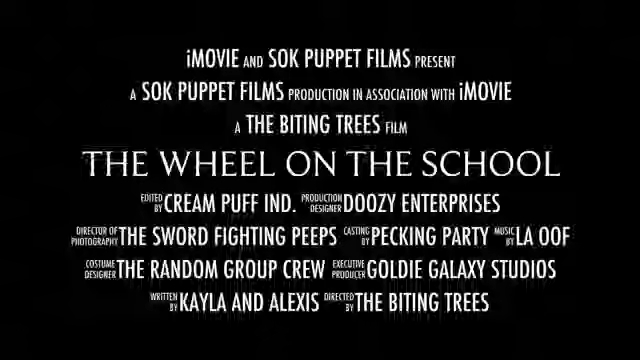 iMOVIE AND SOK PUPPET FILMS PRESENT
A SOK PUPPET FILMS PRODUCTION IN ASSOCIATION WITH iMOVIE
A THE BITING TREES FILM
THE WHEEL ON THE SCHOOL
EDITED BY CREAM PUFF IND. PRODUCTION DESIGNER DOOZY ENTERPRISES
DIRECTOR OF PHOTOGRAPHY THE SWORD FIGHTING PEEPS CASTING BY PECKING PARTY MUSIC BY LA OOF
COSTUME DESIGNER THE RANDOM GROUP CREW EXECUTIVE PRODUCER GOLDIE GALAXY STUDIOS
WRITTEN BY KAYLA AND ALEXIS DIRECTED BY THE BITING TREES